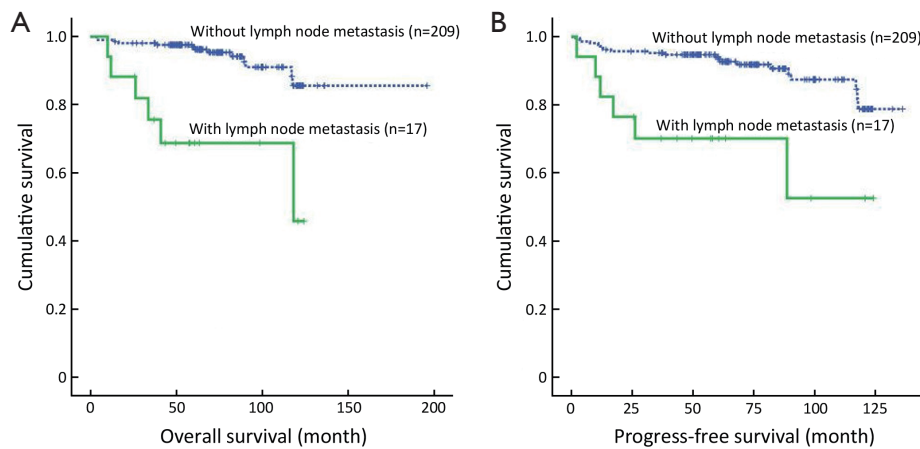 A
Cumulative survival
1.0
0.8
0.6
0.4
0.2
0
Without lymph node metastasis (n=209)
With lymph node metastasis (n=17)
0 50 100 150 200
Overall survival (month)
B
Cumulative survival
1.0
0.8
0.6
0.4
0.2
0
Without lymph node metastasis (n=209)
With lymph node metastasis (n=17)
0 25 50 75 100 125
Progress-free survival (month)